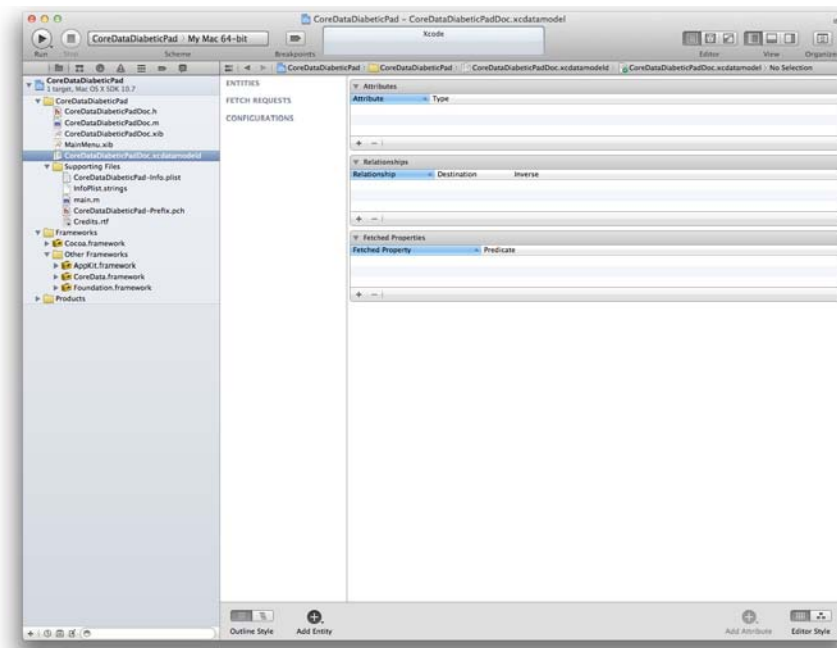 CoreDataDiabeticPad – CoreDataDiabeticPadDoc.xcdatamodel
CoreDataDiabeticPad My Mac 64-bit
Xcode
Run
Stop
Scheme
Breakpoints
Editor
View
Organize
CoreDataDiabeticPad
1 target, Mac OS X SDK 10.7
CoreDataDiabeticPad
CoreDataDiabeticPadDoc.h
CoreDataDiabeticPadDoc.m
CoreDataDiabeticPadDoc.xib
MainMenu.xib
CoreDataDiabeticPadDoc.xcdatamodeld
Supporting Files
CoreDataDiabeticPad-Info.plist
InfoPlist.strings
main.m
CoreDataDiabeticPad-Prefix.pch
Credits.rtf
Frameworks
Cocoa.framework
Other Frameworks
AppKit.framework
CoreData.framework
Foundation.framework
Products
CoreDataDiabeticPad CoreDataDiabeticPad CoreDataDiabeticPadDoc.xcdatamodeld CoreDataDiabeticPadDoc.xcdatamodel No Selection
ENTITIES
FETCH REQUESTS
CONFIGURATIONS
Attributes
Attribute Type
Relationships
Relationship Destination Inverse
Fetched Properties
Fetched Property Predicate
Outline Style
Add Entity
Add Attribute
Editor Style